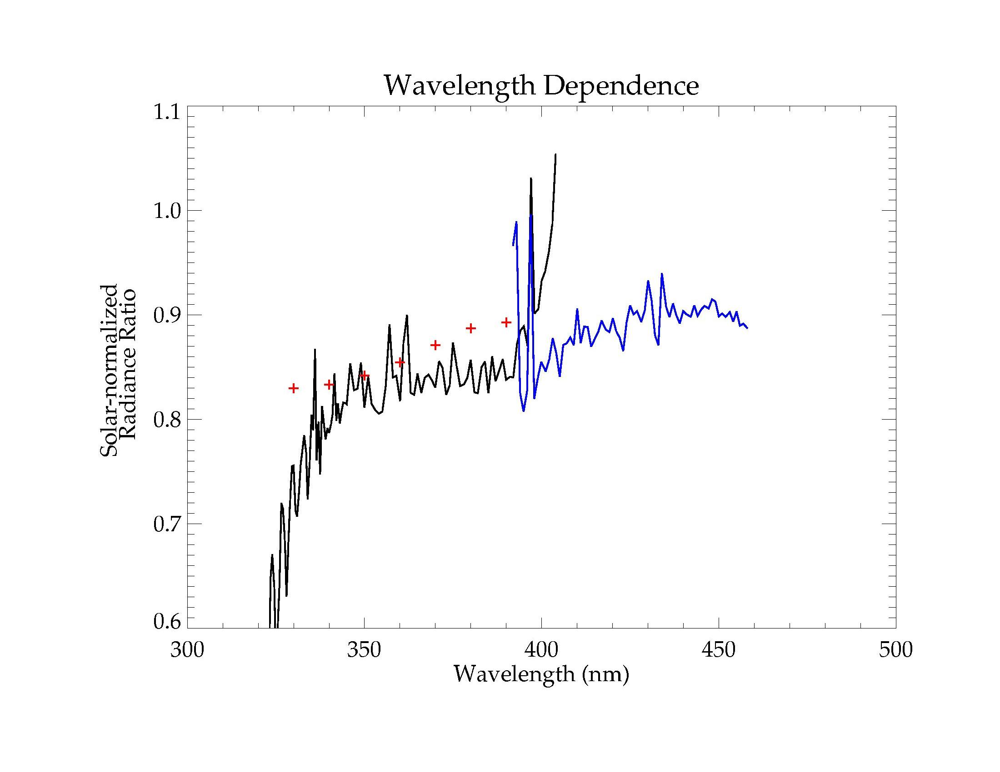 Wavelength Dependence
1.1
1.0
0.9
0.8
0.7
0.6
Solar-normalized
Radiance Ratio
300 350 400 450 500
Wavelength (nm)